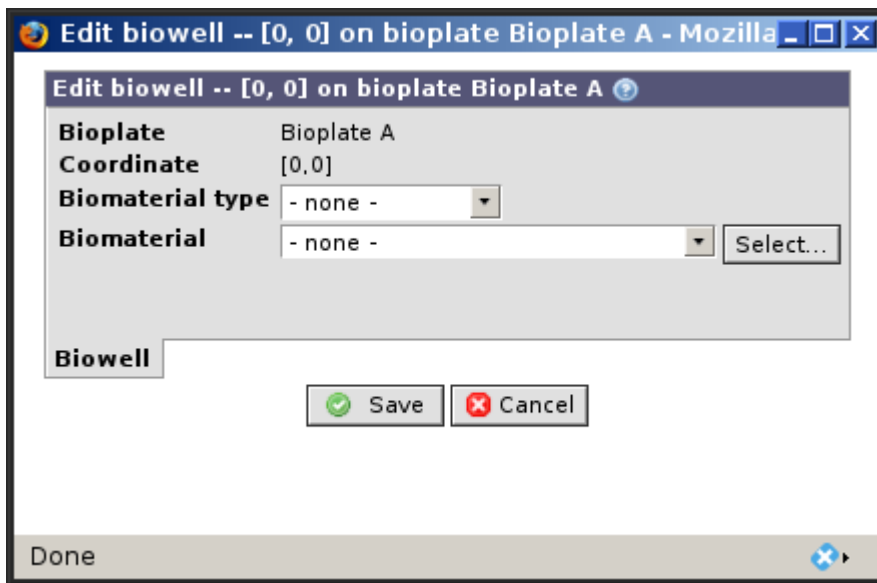 Edit biowell -- [0, 0] on bioplate Bioplate A - Mozilla
Edit biowell -- [0, 0] on bioplate Bioplate A
Bioplate Bioplate A
Coordinate [0,0]
Biomaterial type - none -
Biomaterial - none - Select...
Biowell
Save Cancel
Done